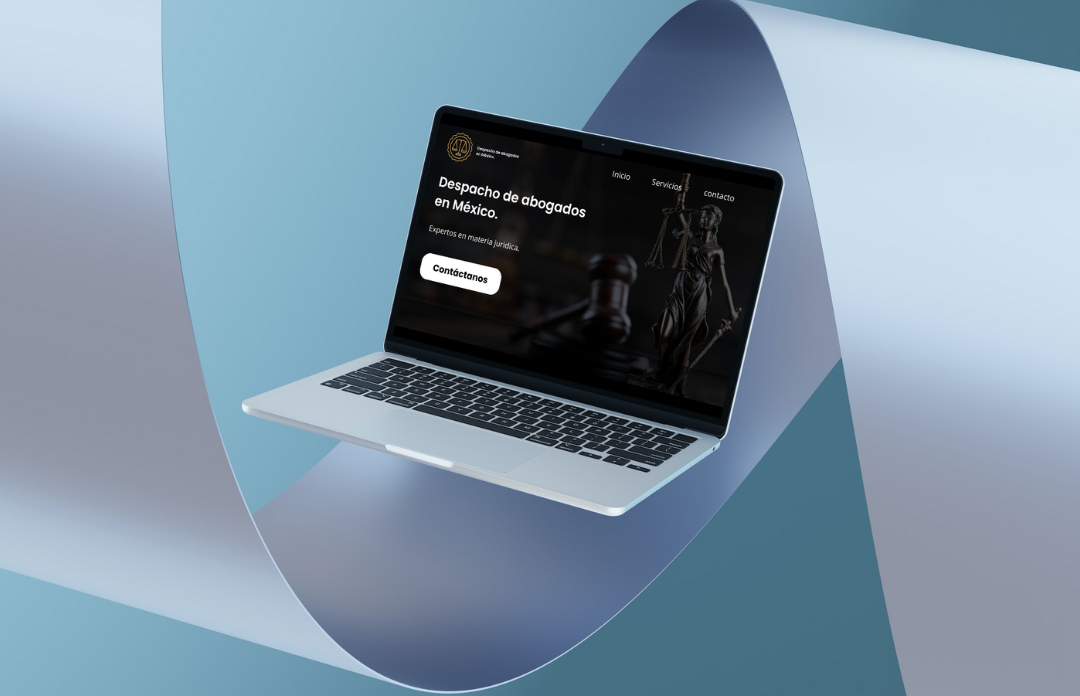 Despacho de abogados
en México.
Inicio
Servicios
contacto
Despacho de abogados
en México.
Expertos en materia jurídica.
Contáctanos